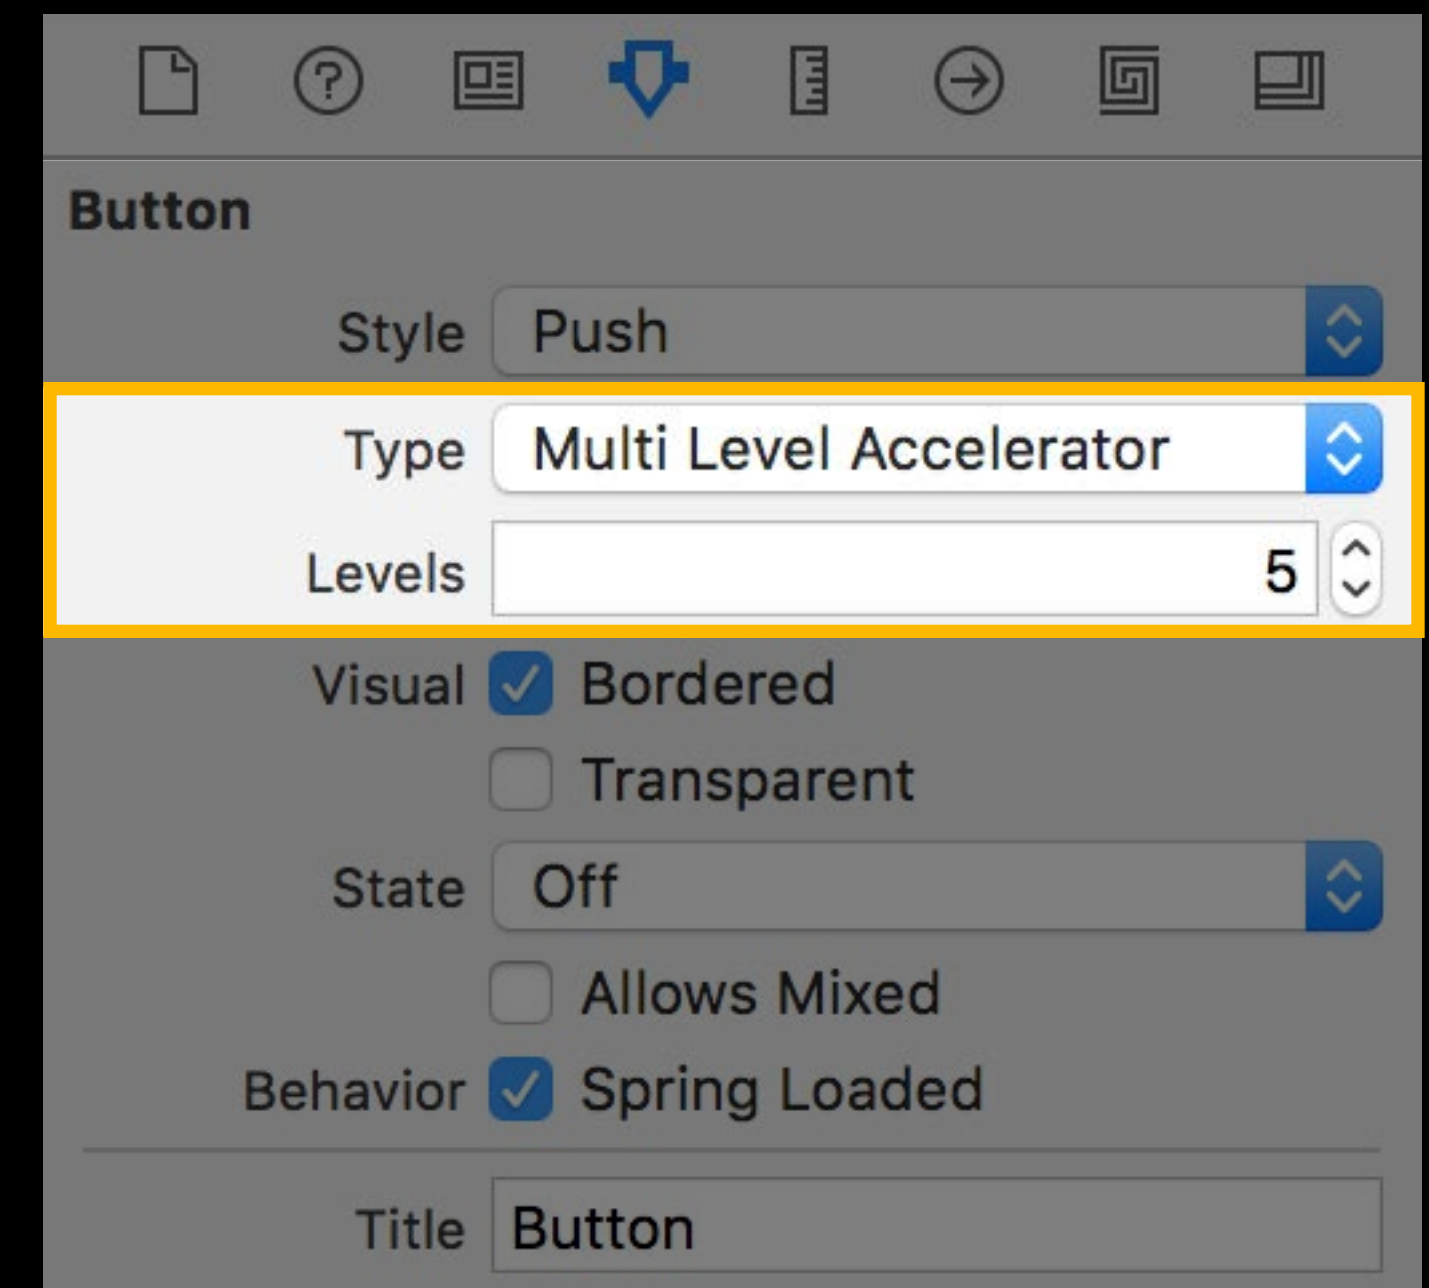 Button
Style Push
Type Multi Level Accelerator
Levels 5
Visual Bordered
Transparent
State Off
Allows Mixed
Behavior Spring Loaded
Title Button